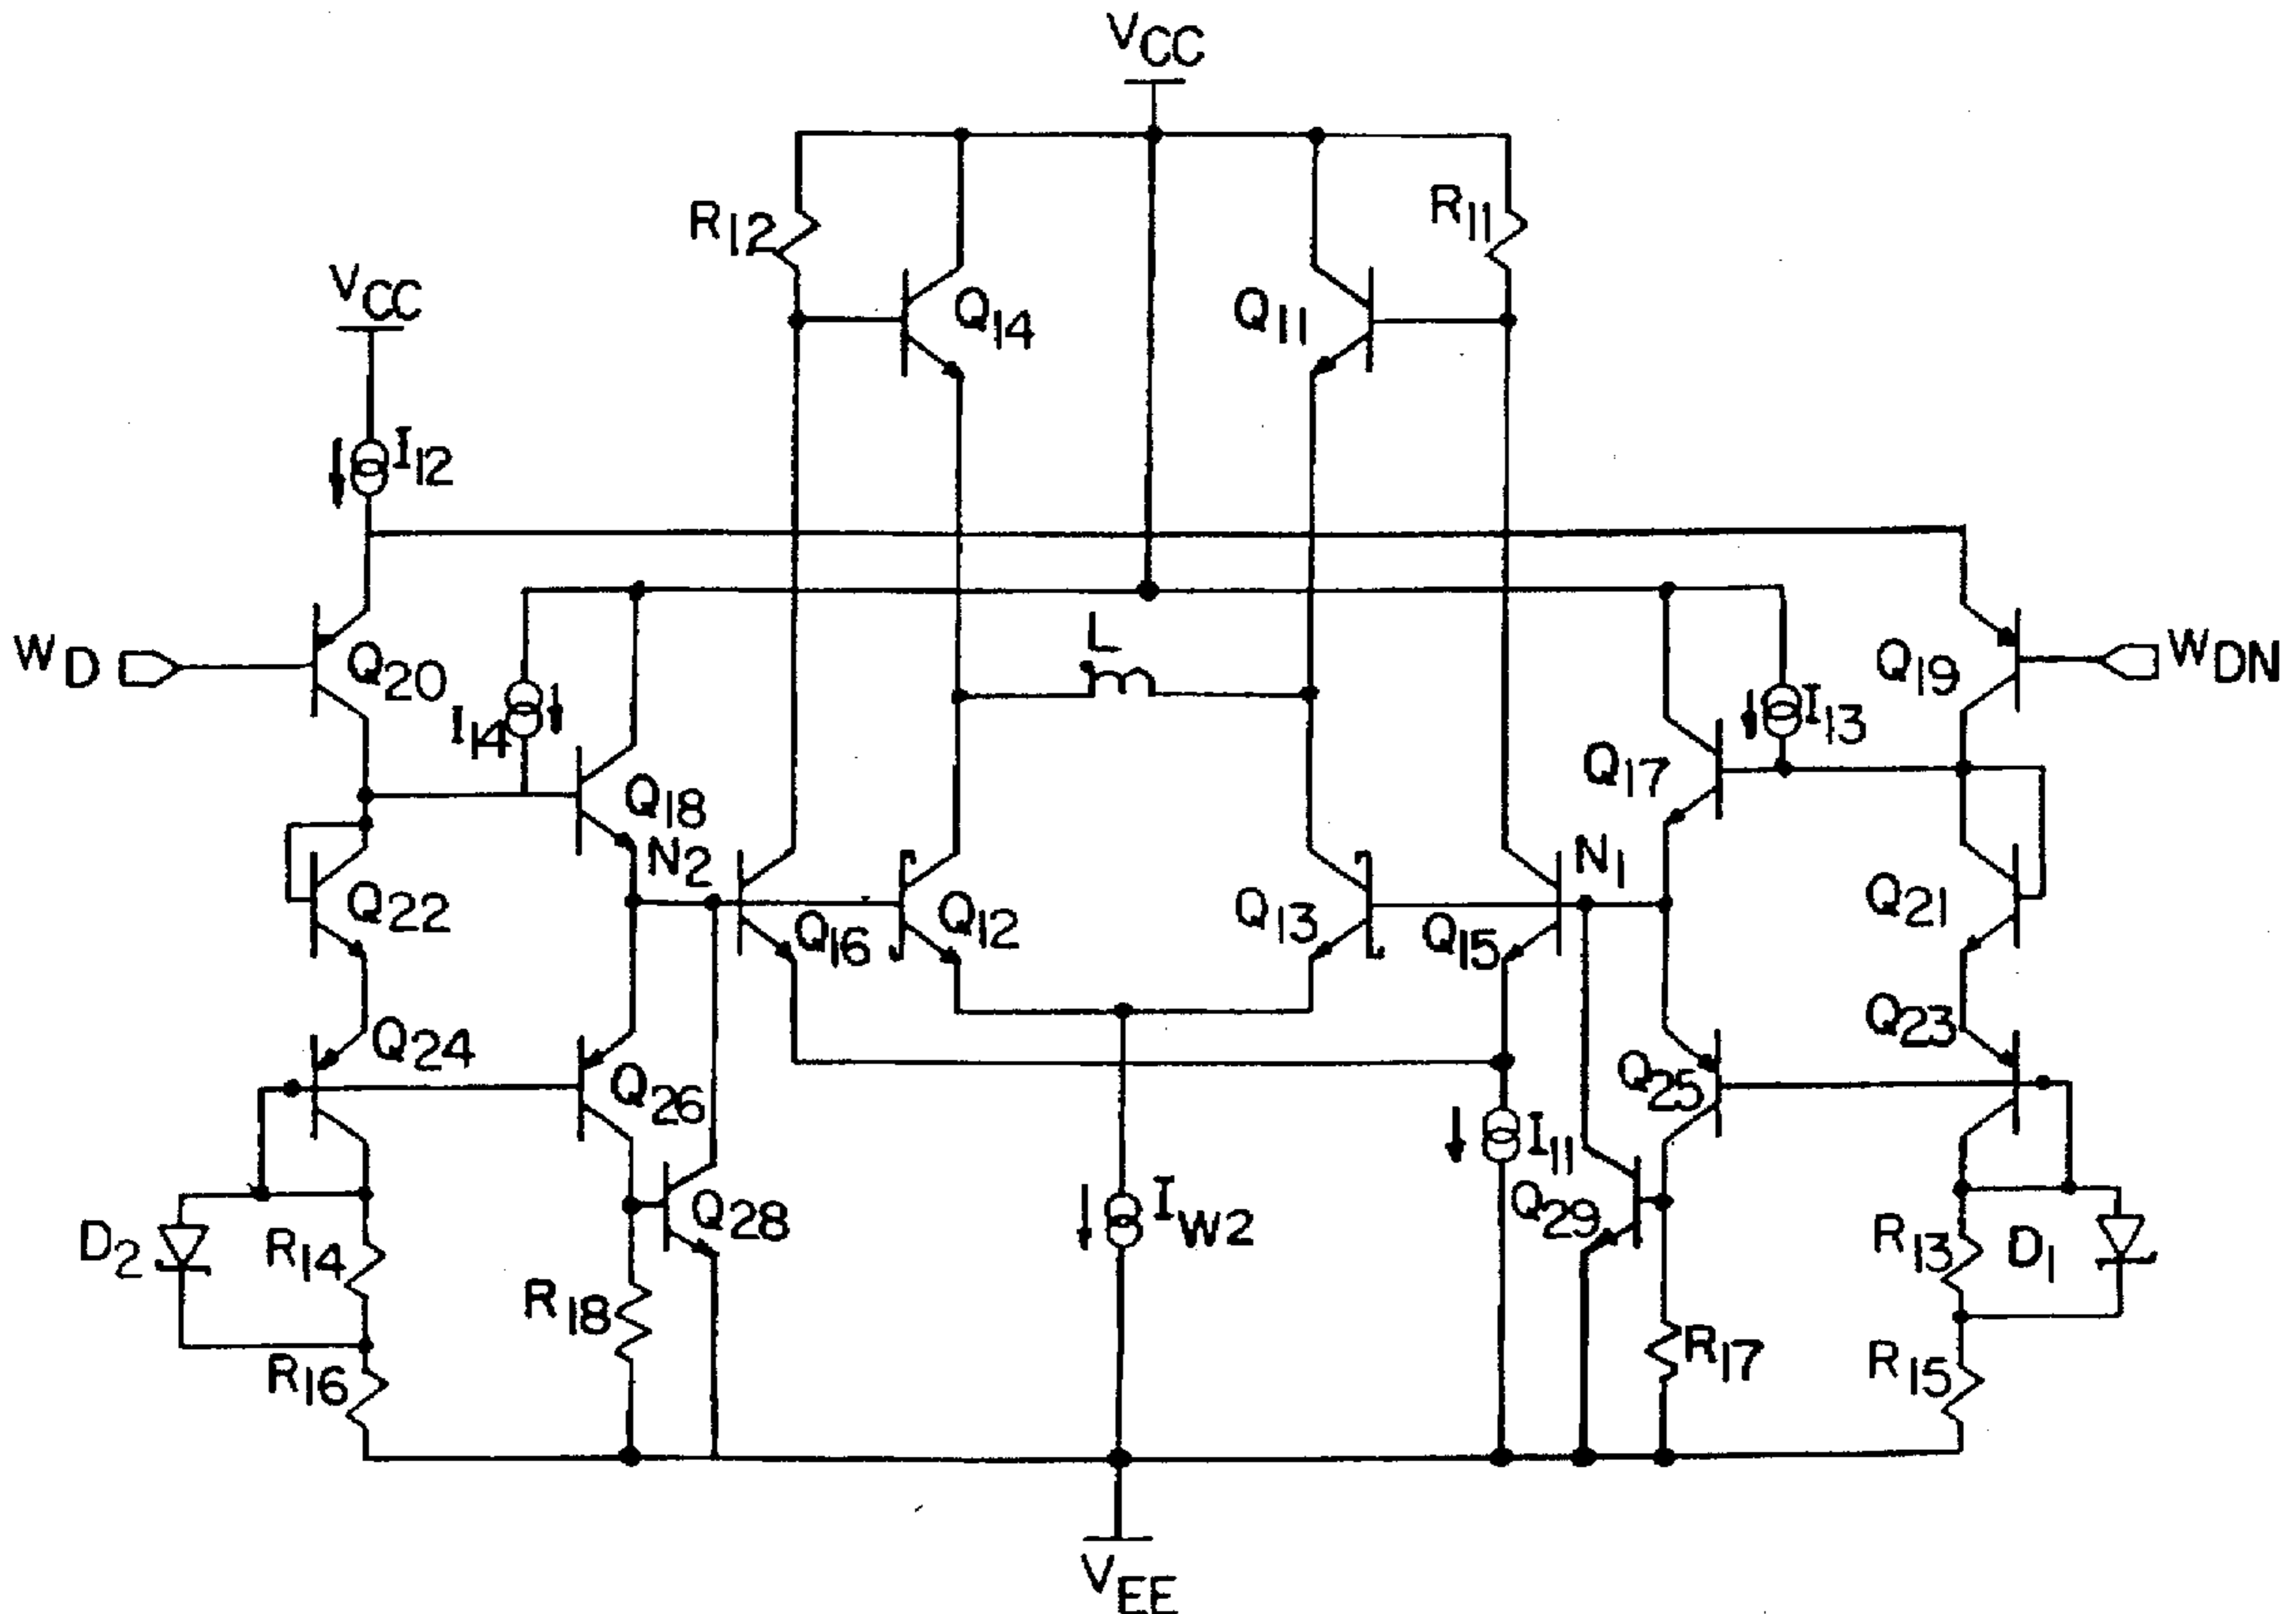 VCC
R12
R11
Q14
Q11
VCC
I12
WD
Q20
L
Q19
WDN
I14
I13
Q18
Q17
N2
N1
Q22
Q16
Q12
Q13
Q15
Q21
Q24
Q26
Q25
Q23
D2
R14
Q28
IW2
I11
Q29
R13
D1
R18
R16
R17
R15
VEE